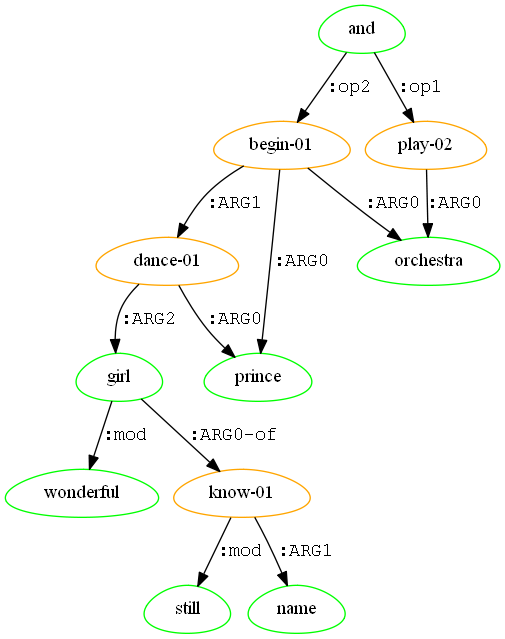 and
:op2 :op1
begin-01 play-02
:ARG1 :ARG0 :ARG0
dance-01 :ARG0 orchestra
:ARG2 :ARG0
girl prince
:mod :ARG0-of
wonderful know-01
:mod :ARG1
still name